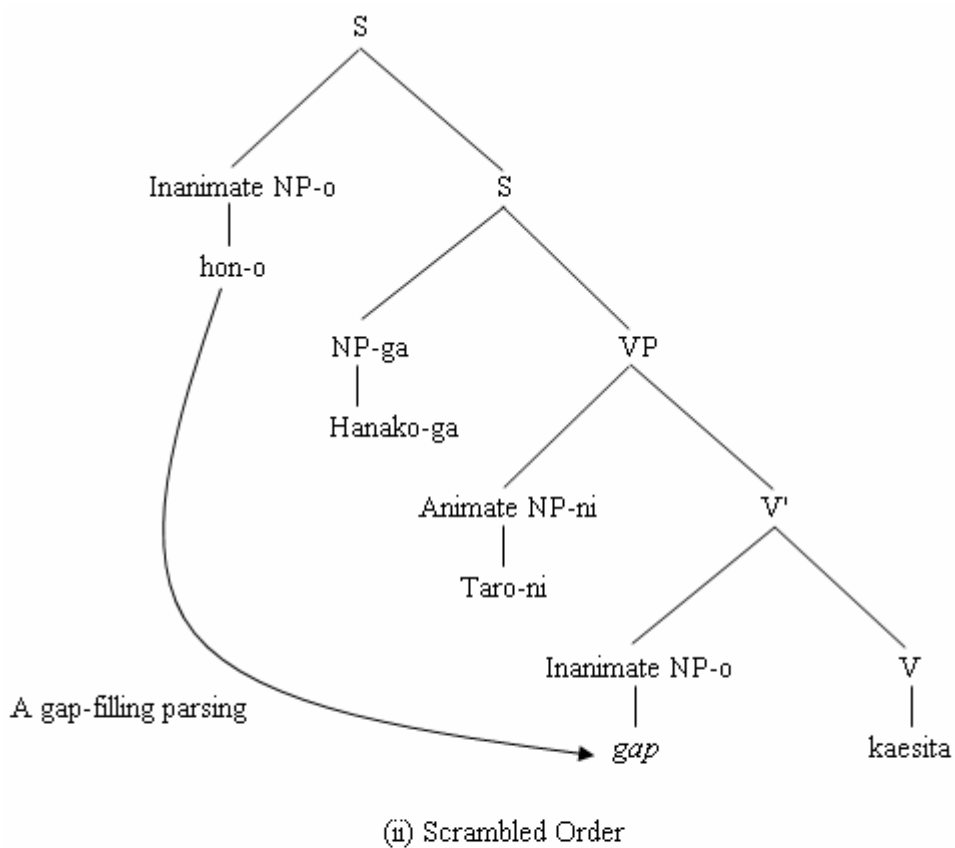 S
Inanimate NP-o
S
hon-o
NP-ga
VP
Hanako-ga
Animate NP-ni
V'
Taro-ni
Inanimate NP-o
V
A gap-filling parsing
gap
kaesita
(ii) Scrambled Order